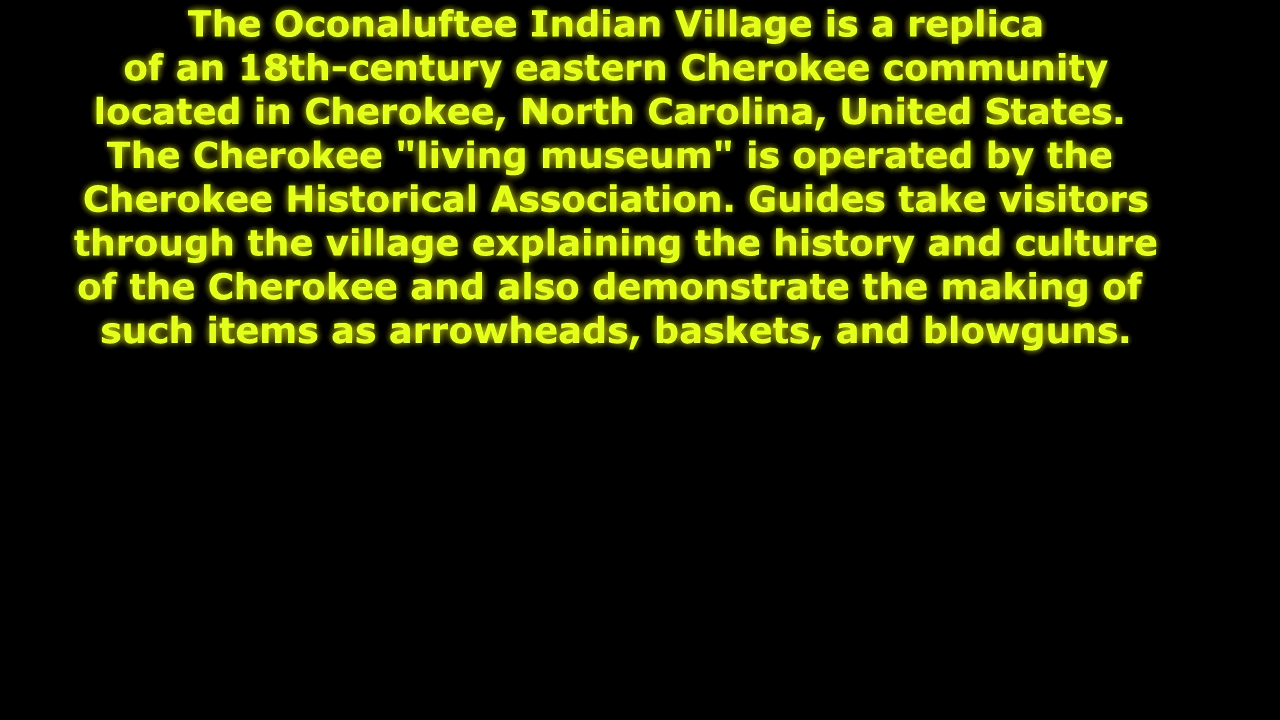 The Oconaluftee Indian Village is a replica
of an 18th-century eastern Cherokee community
located in Cherokee, North Carolina, United States.
The Cherokee "living museum" is operated by the
Cherokee Historical Association. Guides take visitors
through the village explaining the history and culture
of the Cherokee and also demonstrate the making of
such items as arrowheads, baskets, and blowguns.